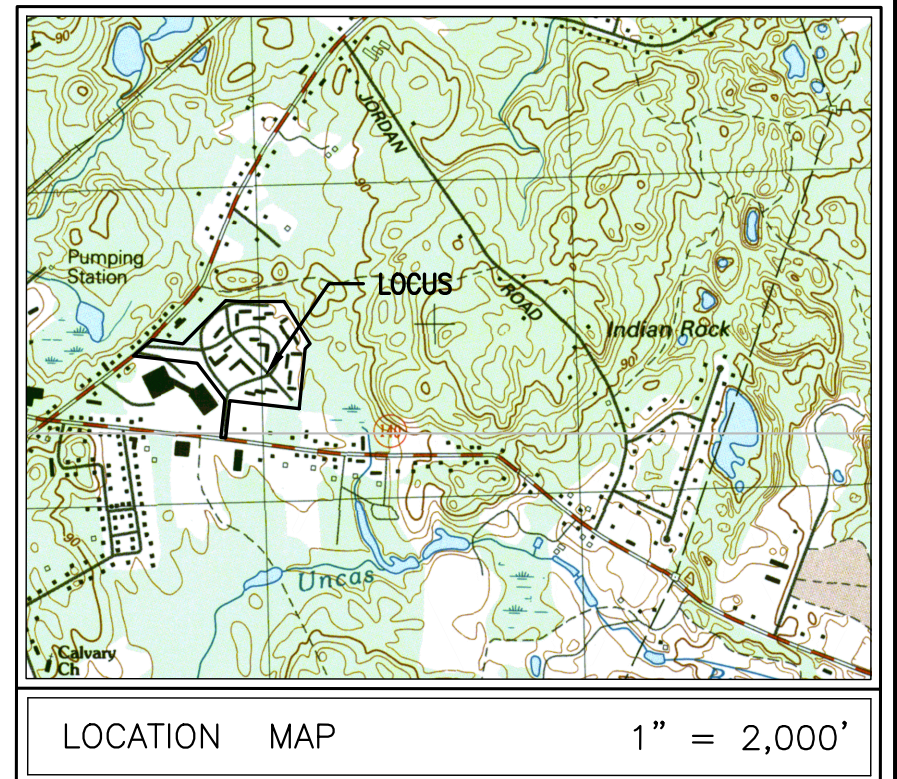 90
JORDAN
90
Pumping
Station
LOCUS
ROAD
Indian Rock
90
140
90
Uncas
Calvary
Ch
LOCATION MAP 1” = 2,000’